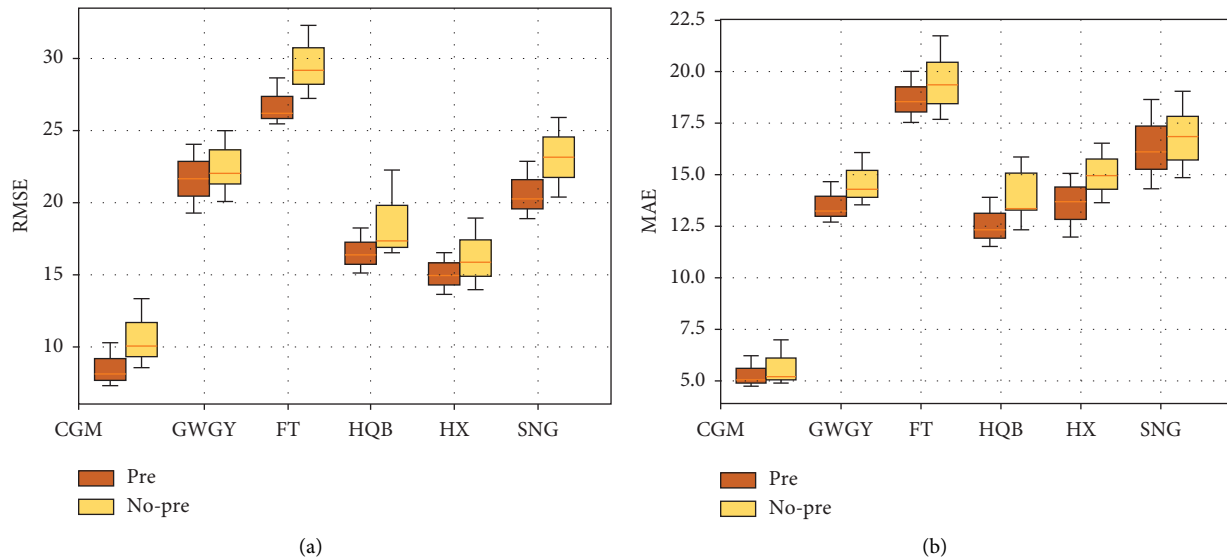 RMSE
30
25
20
15
10
CGM GWGY FT HQB HX SNG
Pre
No-pre
(a)
MAE
22.5
20.0
17.5
15.0
12.5
10.0
7.5
5.0
CGM GWGY FT HQB HX SNG
Pre
No-pre
(b)